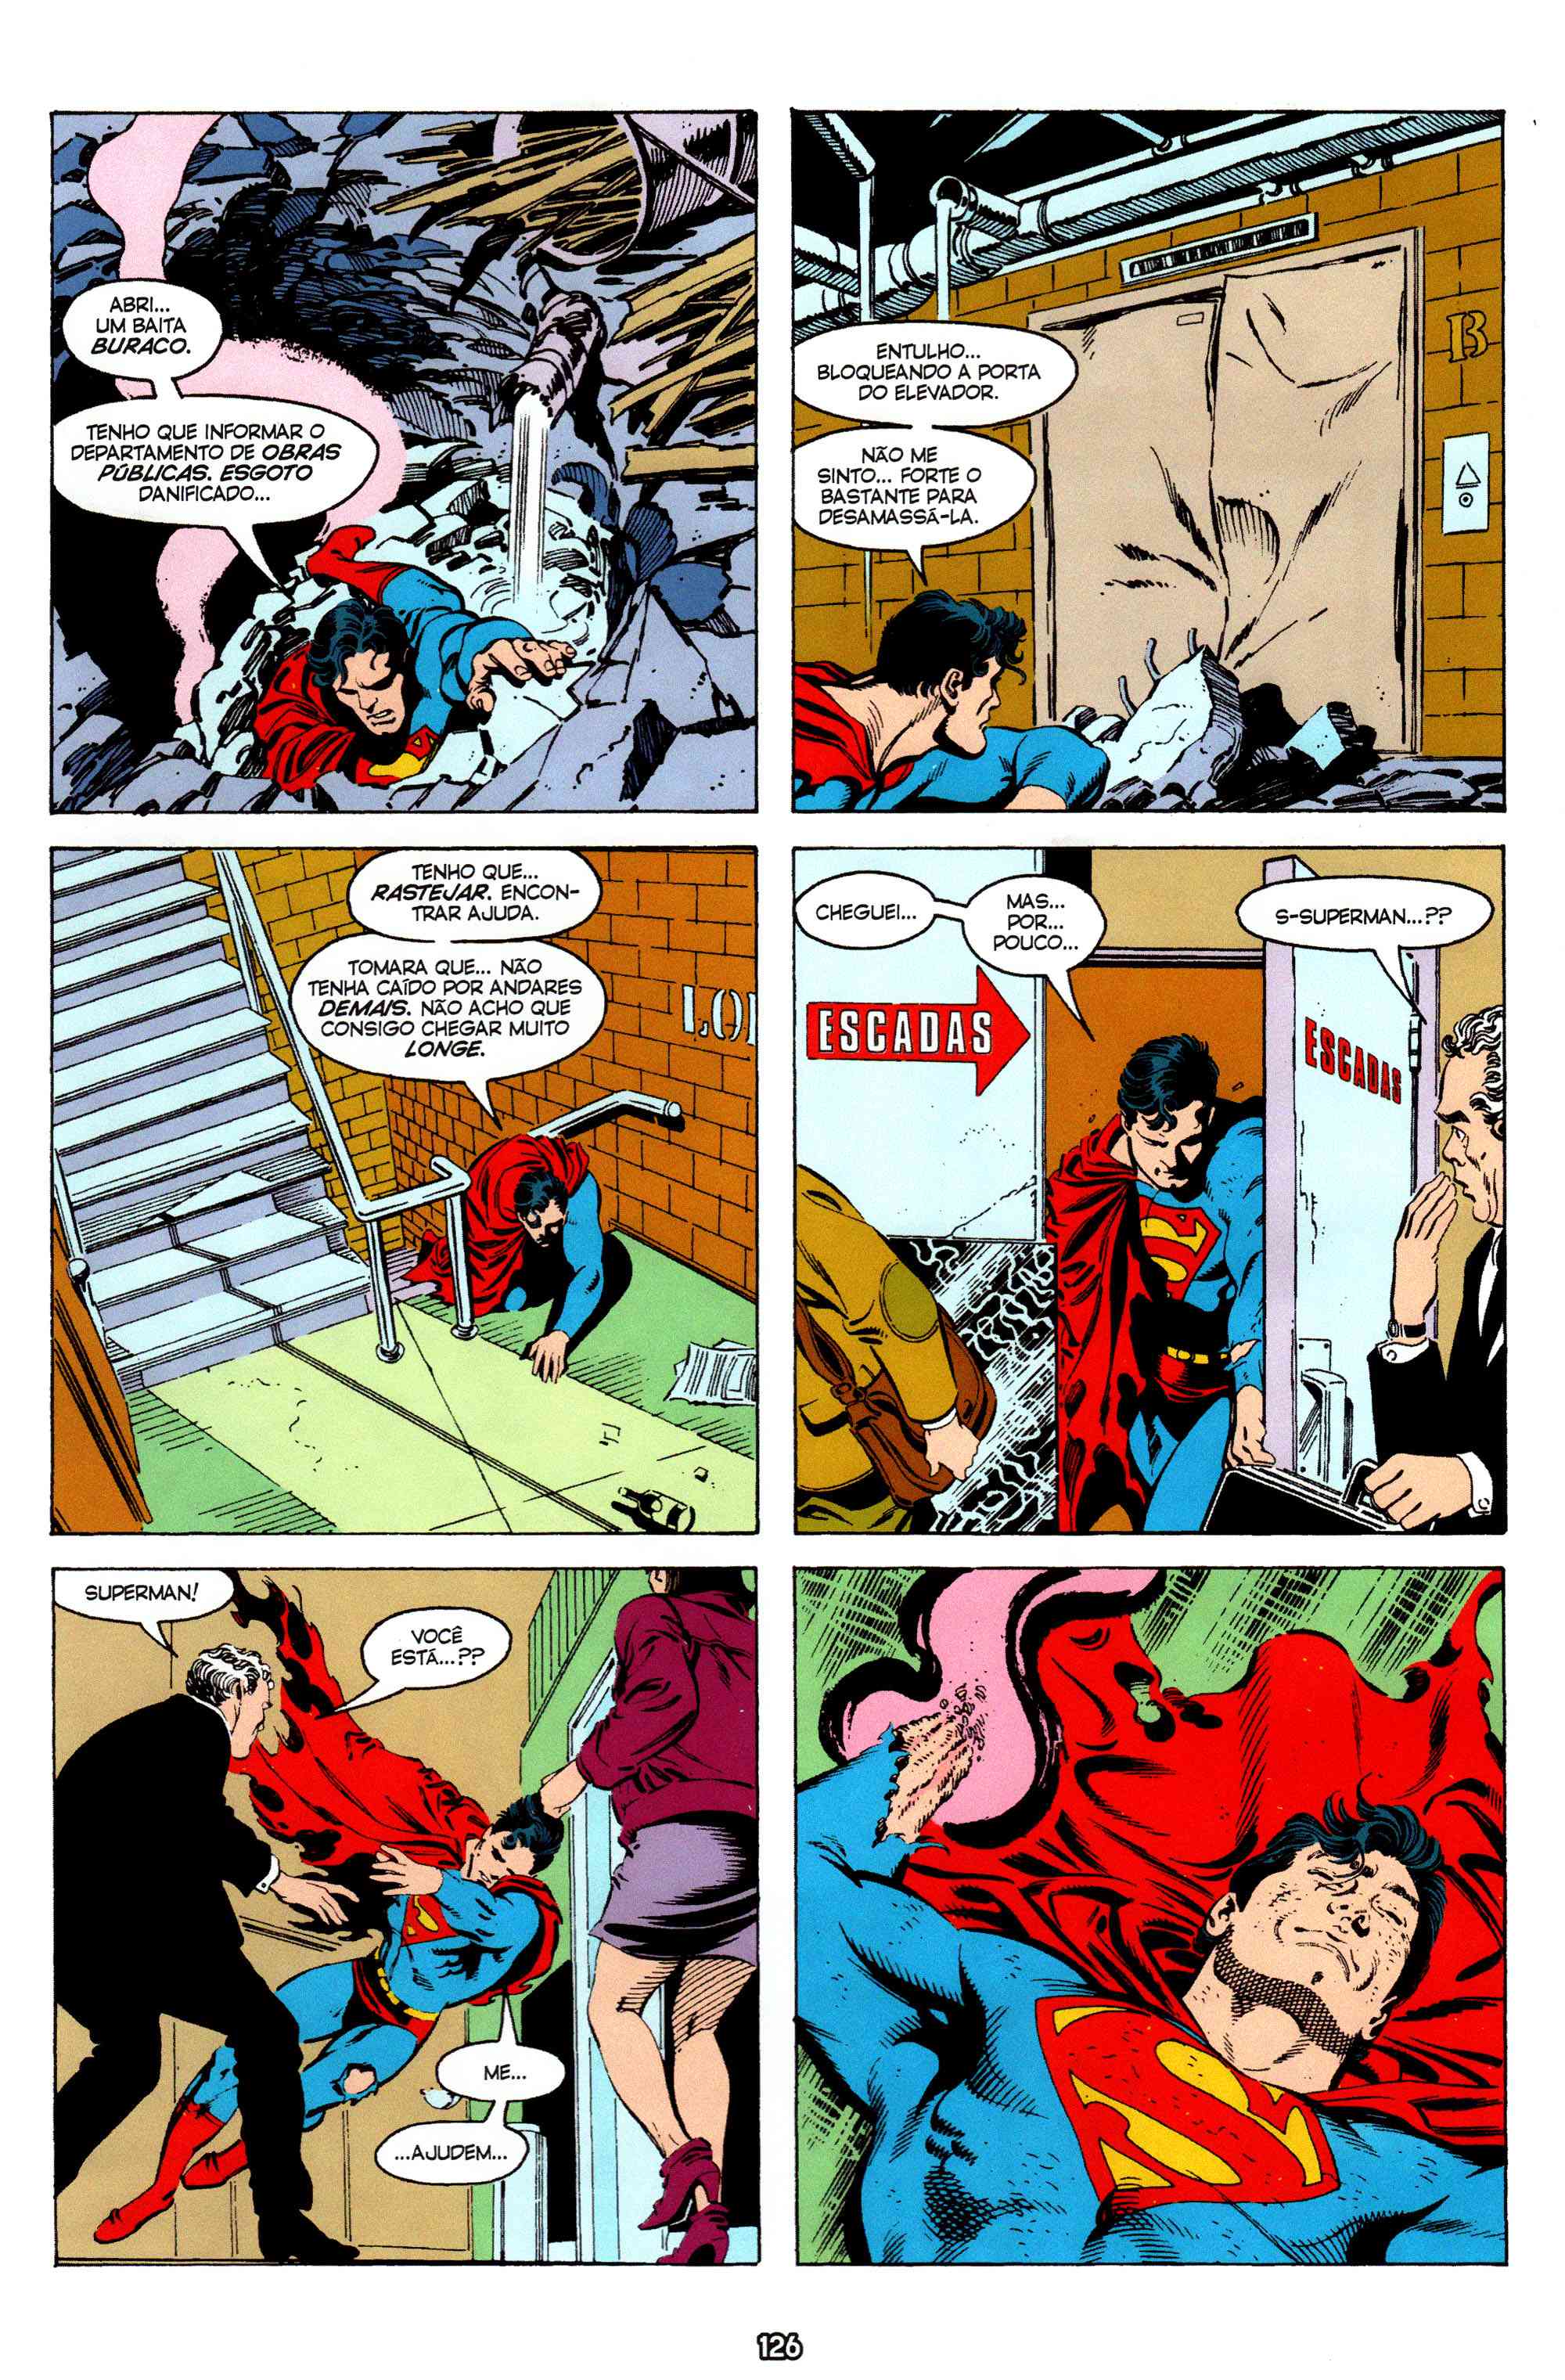 ABRI...
UM BAITA
BURACO.
TENHO QUE INFORMAR O
DEPARTAMENTO DE OBRAS
PÚBLICAS. ESGOTO
DANIFICADO...
ENTULHO...
BLOQUEANDO A PORTA
DO ELEVADOR.
NÃO ME
SINTO... FORTE O
BASTANTE PARA
DESAMASSÁ-LA.
B
TENHO QUE...
RASTEJAR. ENCON-
TRAR AJUDA.
TOMARA QUE... NÃO
TENHA CAÍDO POR ANDARES
DEMAIS. NÃO ACHO QUE
CONSIGO CHEGAR MUITO
LONGE.
CHEGUEI...
MAS...
POR...
POUCO...
S-SUPERMAN...??
ESCADAS
ESCADAS
SUPERMAN!
VOCÊ
ESTÁ...??
ME...
...AJUDEM...
126